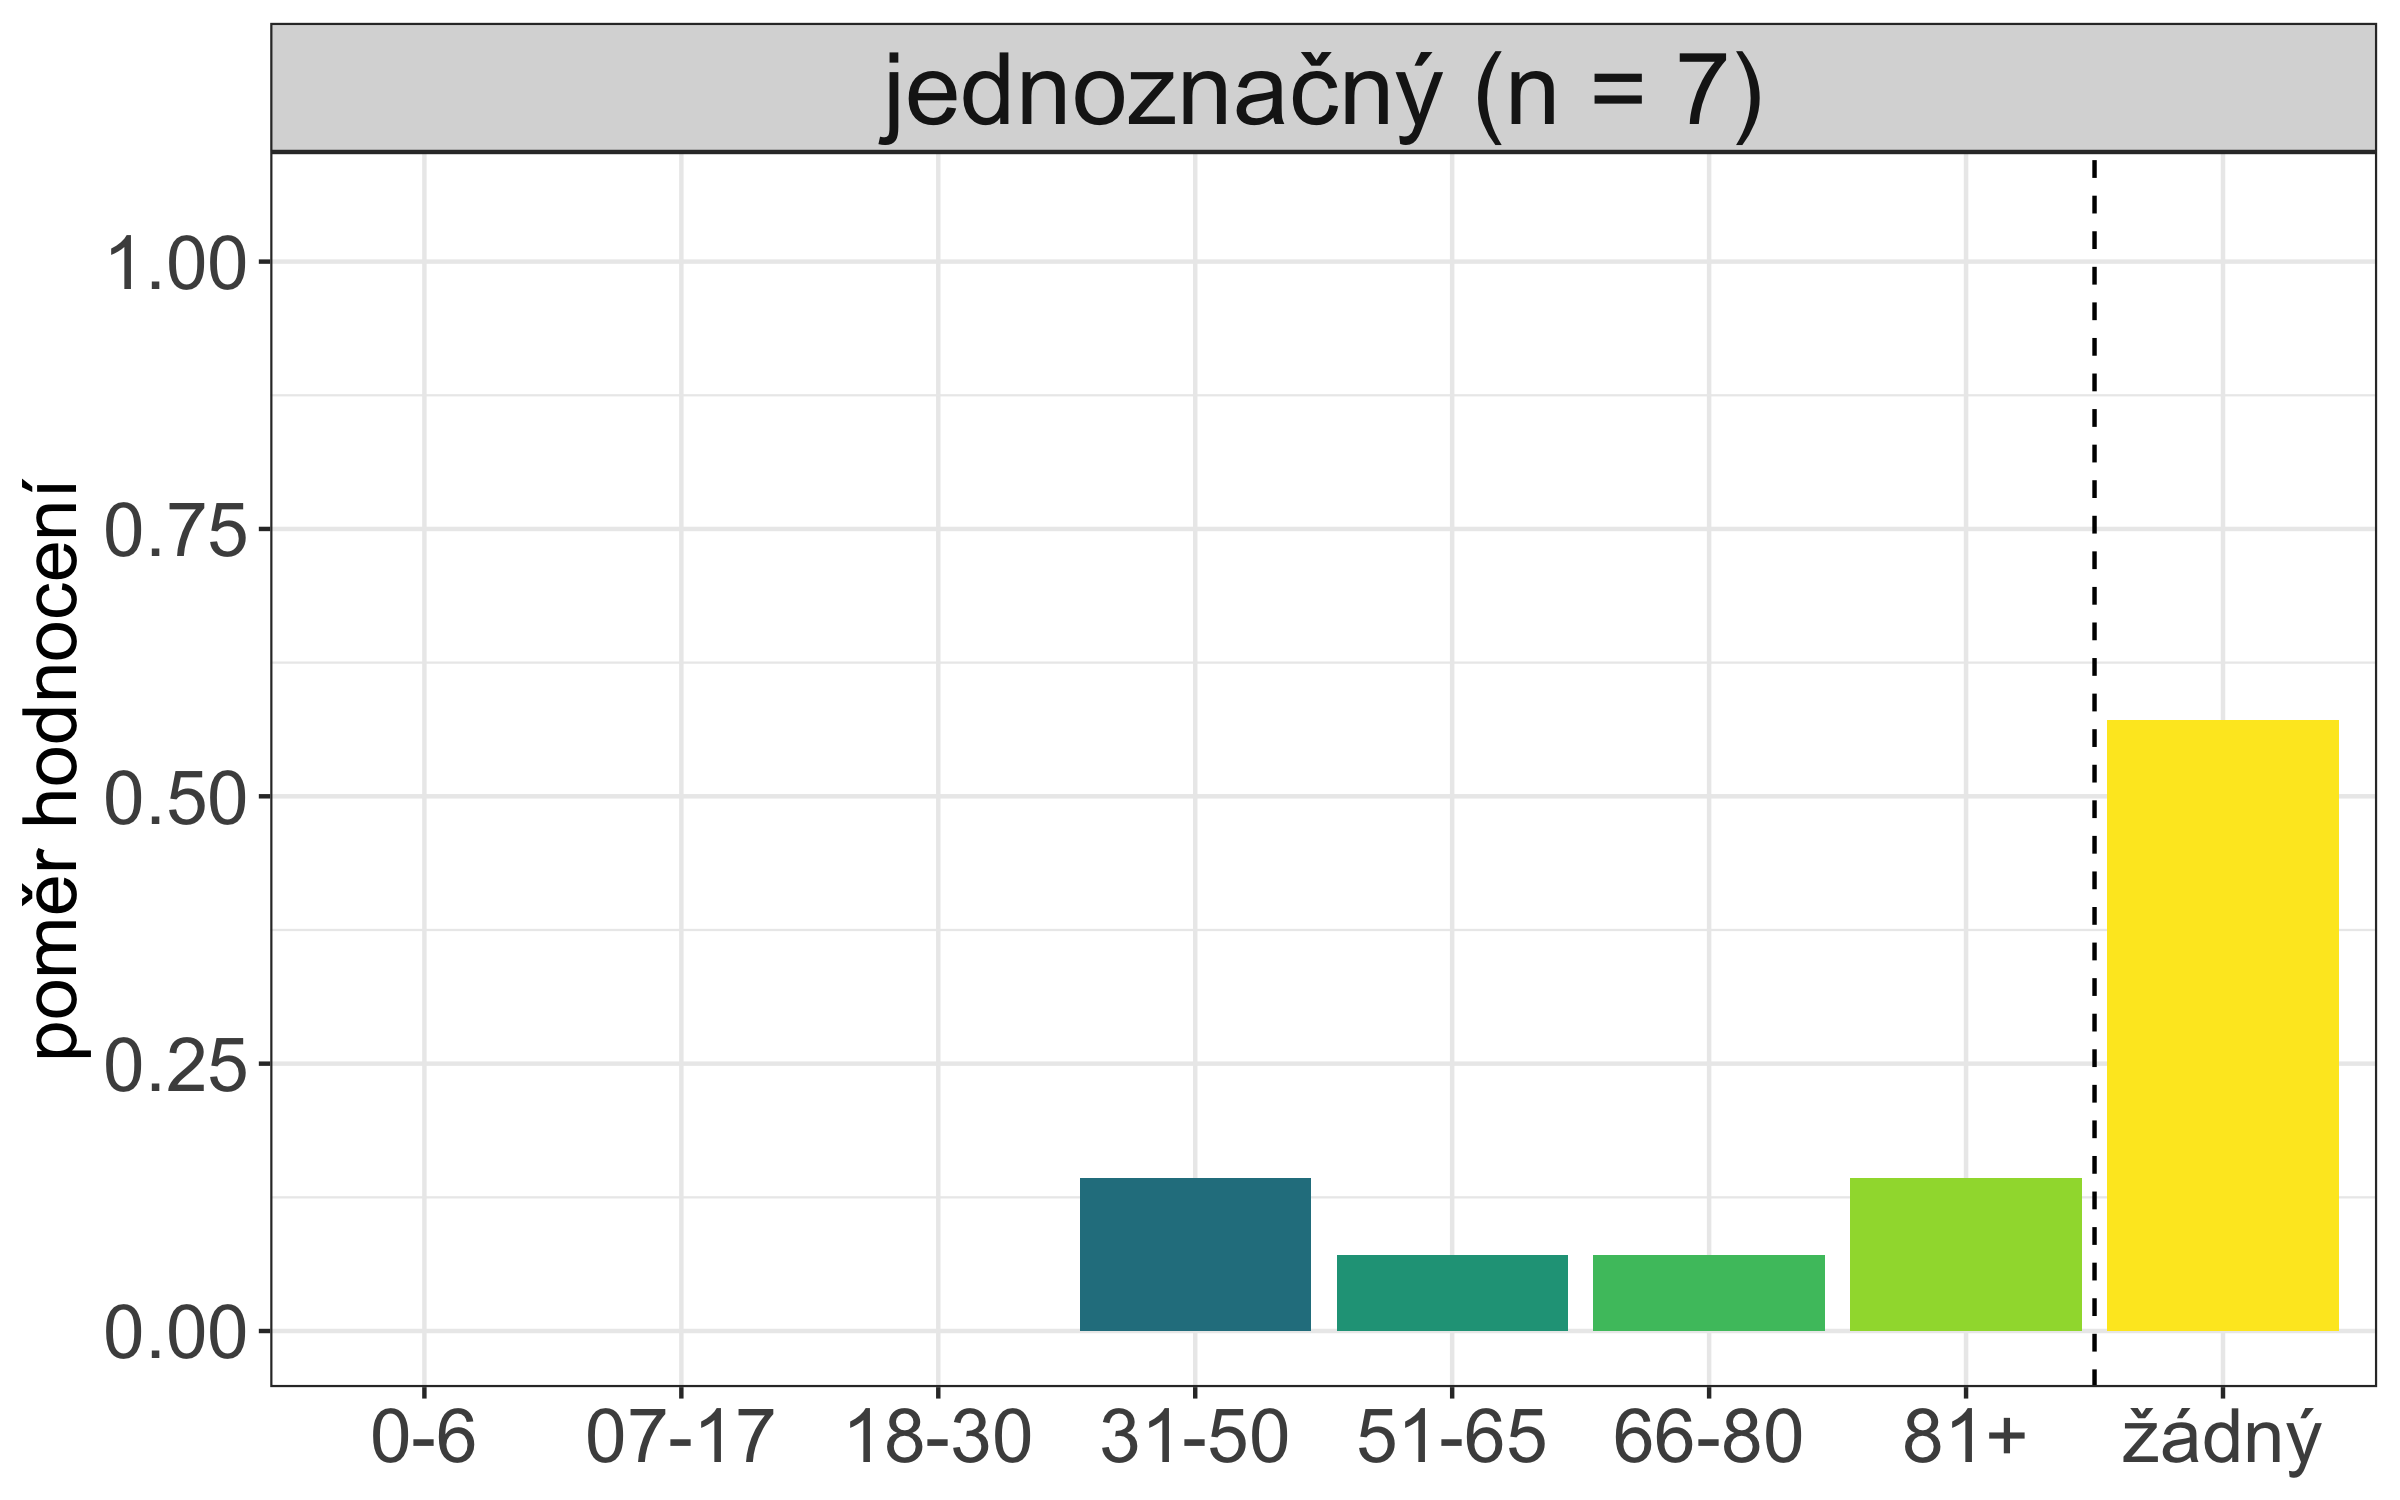 jednoznačný (n = 7)
poměr hodnocení
1.00
0.75
0.50
0.25
0.00
0-6 07-17 18-30 31-50 51-65 66-80 81+ žádný